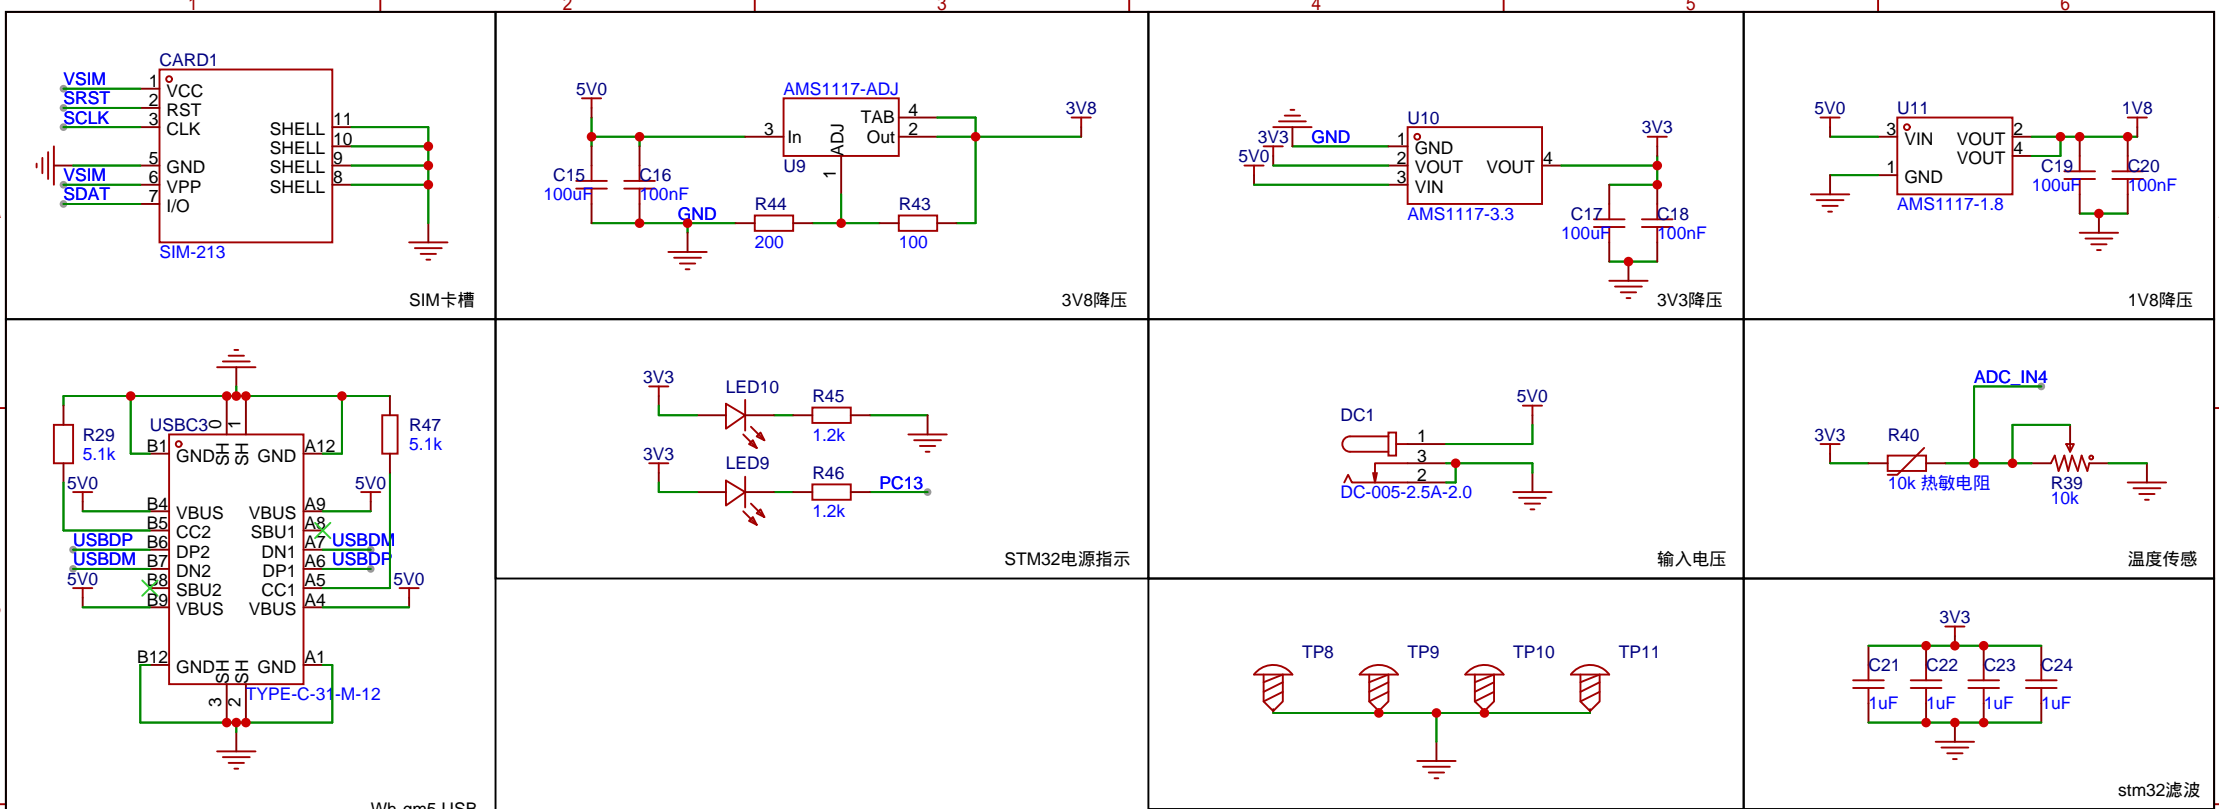 1
2
3
4
5
6
CARD1
VSIM
SRST
SCLK
VSIM
SDAT
1
2
3
5
6
7
VCC
RST
CLK
GND
VPP
I/O
SHELL
SHELL
SHELL
SHELL
11
10
9
8
SIM-213
SIM卡槽
5V0
AMS1117-ADJ
3V8
3
In
ADJ
TAB
Out
4
2
U9
1
C15
100uF
C16
100nF
GND
R44
200
R43
100
3V8降压
GND
3V3
5V0
U10
1
2
3
GND
VOUT
VIN
VOUT
4
3V3
AMS1117-3.3
C17
100uF
C18
100nF
3V3降压
5V0
U11
1V8
3
1
VIN
GND
VOUT
VOUT
2
4
AMS1117-1.8
C19
100uF
C20
100nF
1V8降压
USBC3
R29
5.1k
R47
5.1k
0
1
SH
SH
B1
GND
GND
A12
5V0
5V0
B4
VBUS
VBUS
A9
B5
CC2
SBU1
A8
USBDP
B6
DP2
DN1
A7
USBDM
USBDM
B7
DN2
DP1
A6
USBDP
5V0
B8
SBU2
CC1
A5
5V0
B9
VBUS
VBUS
A4
B12
GND
SH
SH
GND
A1
3
2
TYPE-C-31-M-12
3V3
LED10
R45
1.2k
3V3
LED9
R46
1.2k
PC13
STM32电源指示
DC1
5V0
1
3
2
DC-005-2.5A-2.0
输入电压
ADC_IN4
3V3
R40
10k 热敏电阻
R39
10k
温度传感
TP8
TP9
TP10
TP11
3V3
C21
1uF
C22
1uF
C23
1uF
C24
1uF
stm32滤波